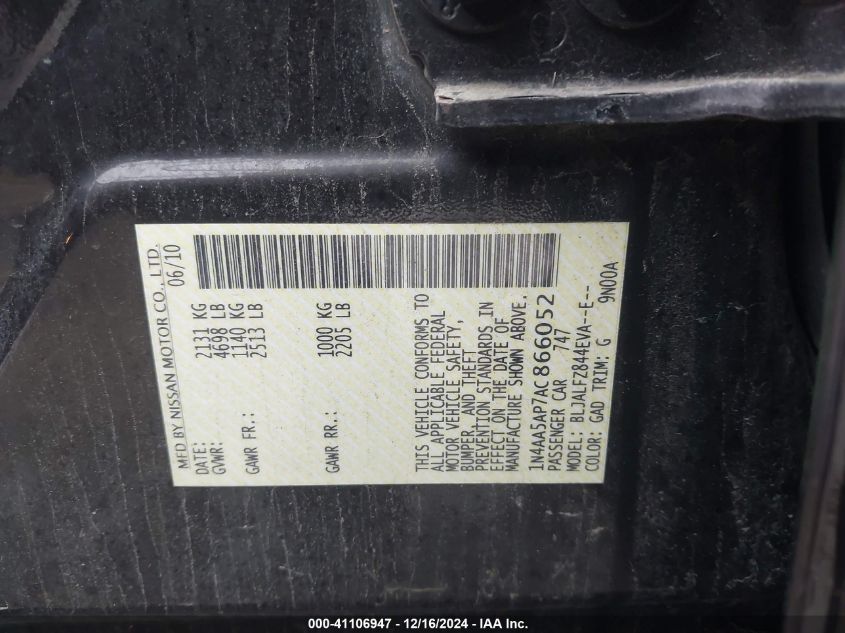 MFD BY NISSAN MOTOR CO., LTD.
DATE: 06/10
GVWR: 2131 KG
4698 LB
GAWR FR.: 1140 KG
2513 LB
GAWR RR.: 1000 KG
2205 LB
THIS VEHICLE CONFORMS TO
ALL APPLICABLE FEDERAL
MOTOR VEHICLE SAFETY,
BUMPER, AND THEFT
PREVENTION STANDARDS IN
EFFECT ON THE DATE OF
MANUFACTURE SHOWN ABOVE.
1N4AA5AP7AC866052
PASSENGER CAR 747
MODEL: BLJALFZ844EVA--E--
COLOR: GAD TRIM: G 9N00A
000-41106947 / 12/16/2024 - IAA Inc.